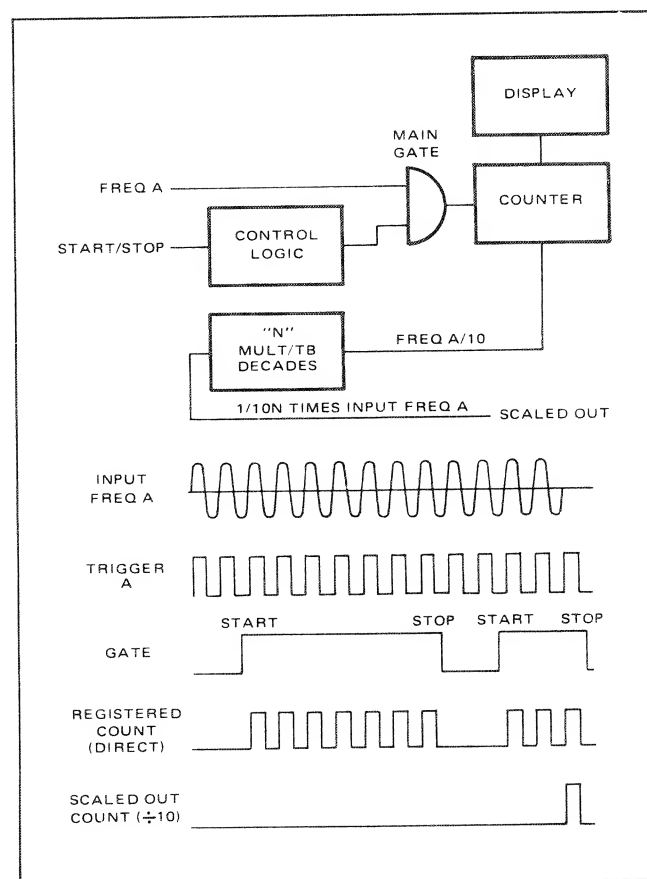 DISPLAY
MAIN
GATE
FREQ A
COUNTER
START/STOP
CONTROL
LOGIC
"N"
MULT/TB
DECADES
FREQ A/10
1/10N TIMES INPUT FREQ A
SCALED OUT
INPUT
FREQ A
TRIGGER
A
START STOP START STOP
GATE
REGISTERED
COUNT
(DIRECT)
SCALED OUT
COUNT (÷10)